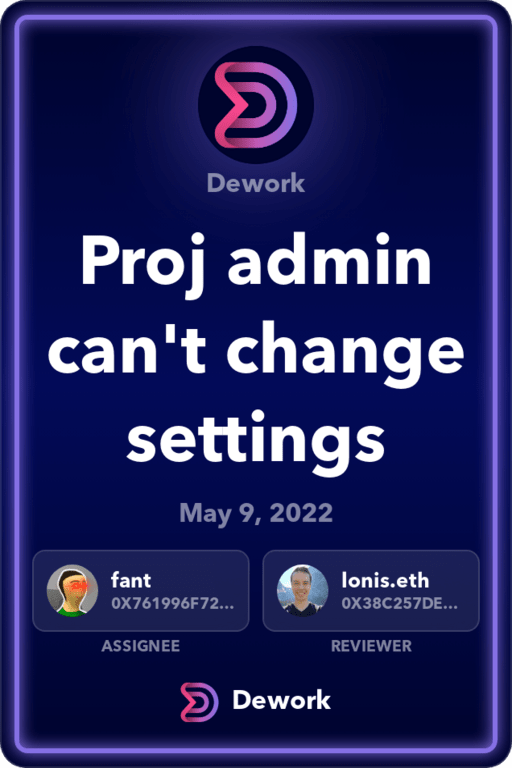 Dework
Proj admin
can't change
settings
May 9, 2022
fant
0X761996F72...
lonis.eth
0X38C257DE...
ASSIGNEE
REVIEWER
Dework